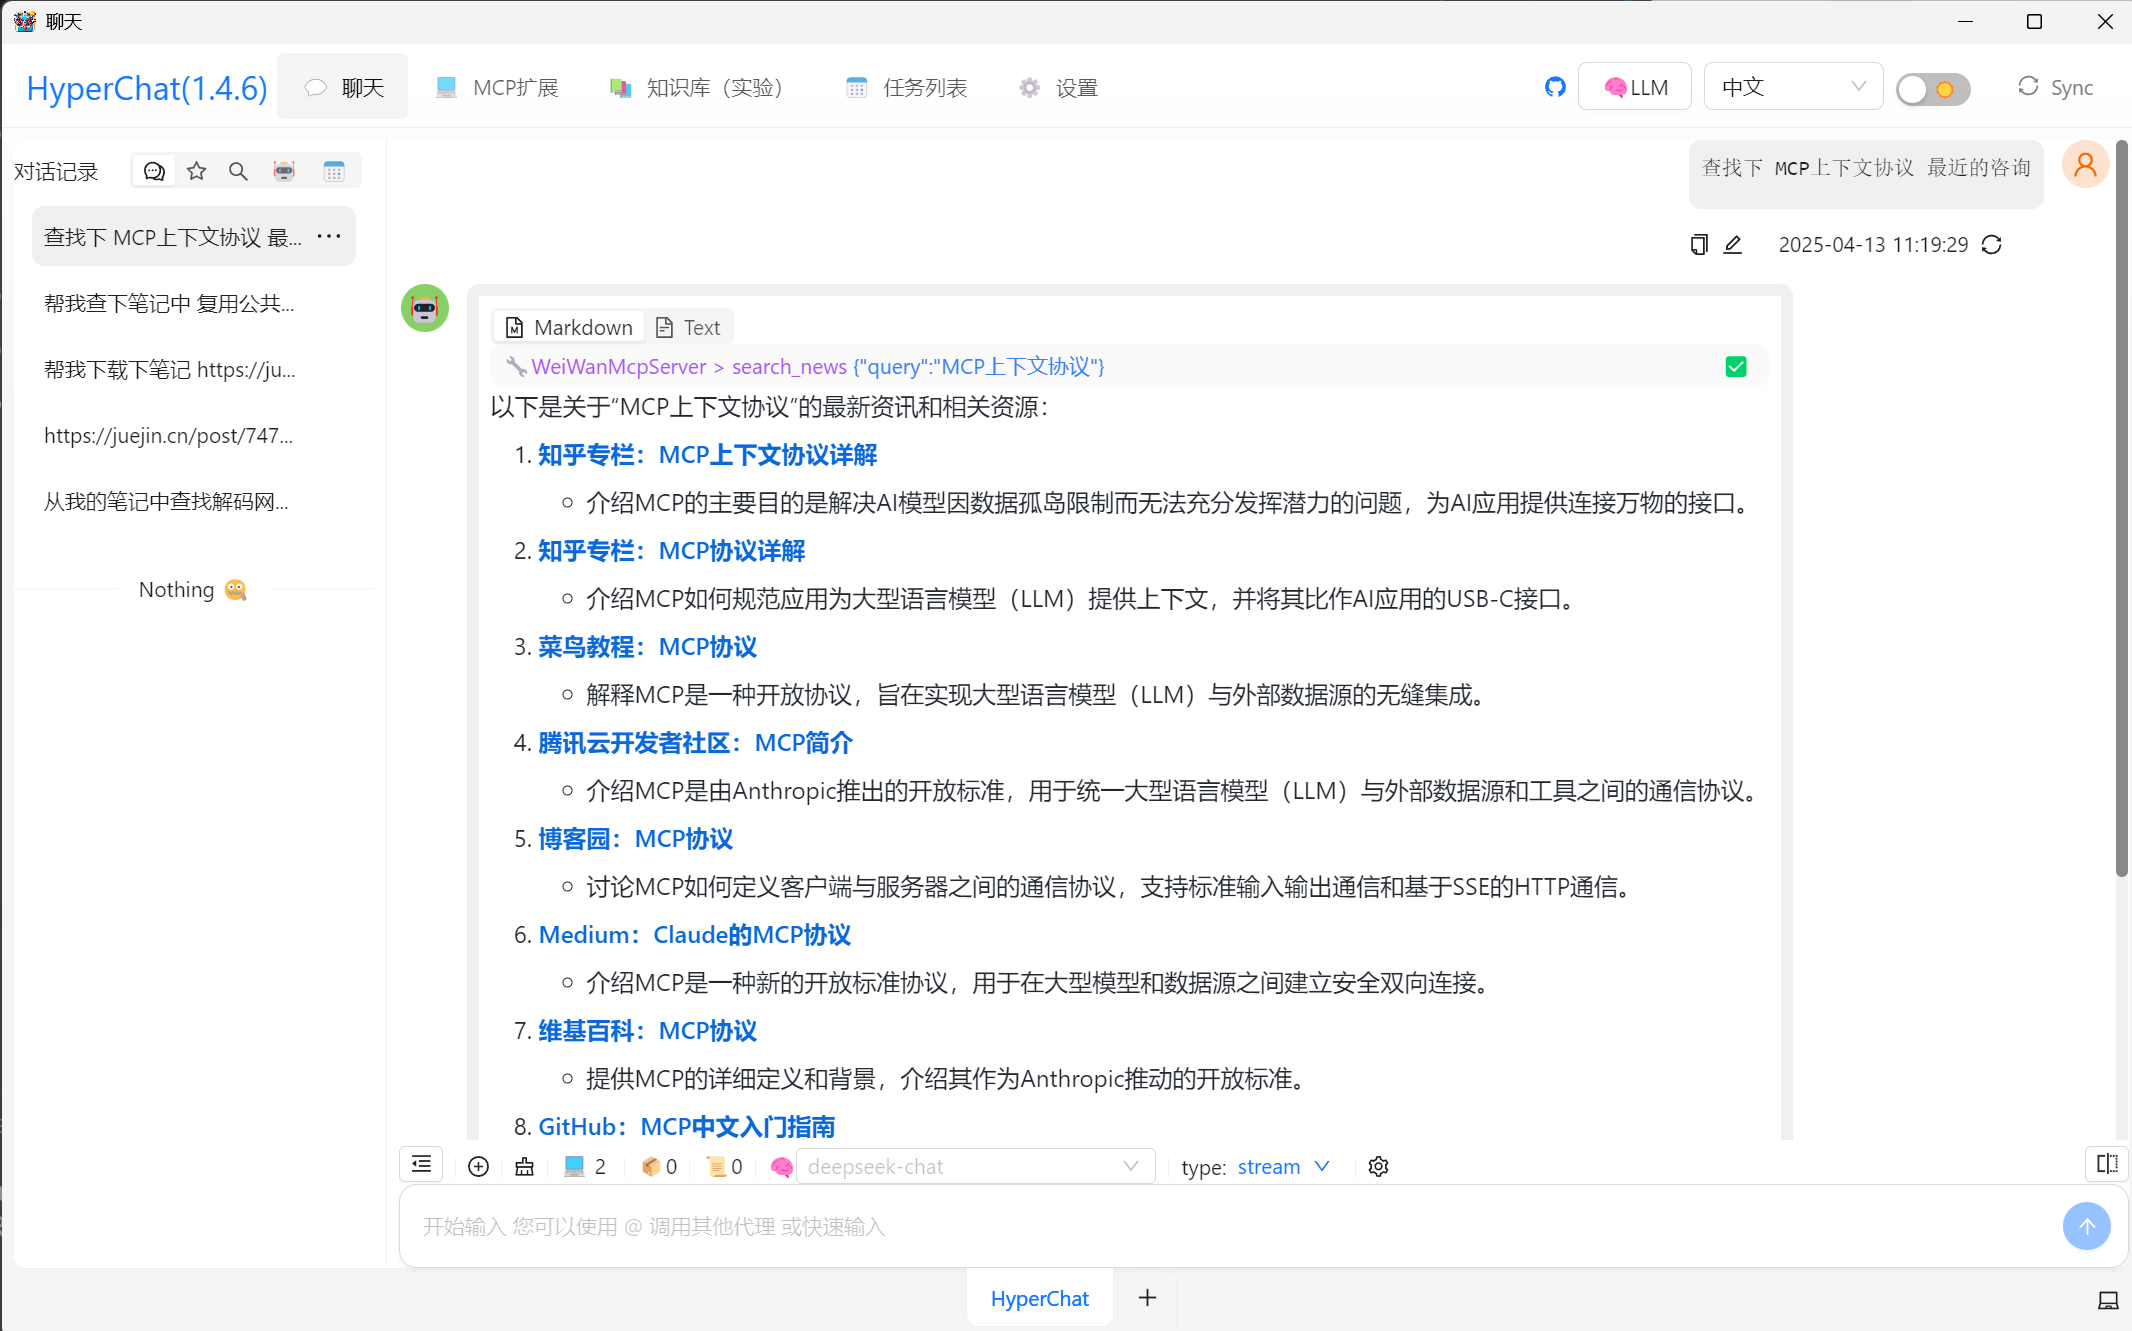 聊天
HyperChat(1.4.6)
聊天
MCP扩展
知识库（实验）
任务列表
设置
LLM
中文
Sync
对话记录
查找下 MCP上下文协议 最...
帮我查下笔记中 复用公共...
帮我下载下笔记 https://ju...
https://juejin.cn/post/747...
从我的笔记中查找解码网...
Nothing
查找下 MCP上下文协议 最近的咨询
2025-04-13 11:19:29
Markdown
Text
WeiWanMcpServer > search_news {"query":"MCP上下文协议"}
以下是关于“MCP上下文协议”的最新资讯和相关资源：
1. 知乎专栏：MCP上下文协议详解
介绍MCP的主要目的是解决AI模型因数据孤岛限制而无法充分发挥潜力的问题，为AI应用提供连接万物的接口。
2. 知乎专栏：MCP协议详解
介绍MCP如何规范应用为大型语言模型（LLM）提供上下文，并将其比作AI应用的USB-C接口。
3. 菜鸟教程：MCP协议
解释MCP是一种开放协议，旨在实现大型语言模型（LLM）与外部数据源的无缝集成。
4. 腾讯云开发者社区：MCP简介
介绍MCP是由Anthropic推出的开放标准，用于统一大型语言模型（LLM）与外部数据源和工具之间的通信协议。
5. 博客园：MCP协议
讨论MCP如何定义客户端与服务器之间的通信协议，支持标准输入输出通信和基于SSE的HTTP通信。
6. Medium：Claude的MCP协议
介绍MCP是一种新的开放标准协议，用于在大型模型和数据源之间建立安全双向连接。
7. 维基百科：MCP协议
提供MCP的详细定义和背景，介绍其作为Anthropic推动的开放标准。
8. GitHub：MCP中文入门指南
2
0
0
deepseek-chat
type: stream
开始输入 您可以使用 @ 调用其他代理 或快速输入
HyperChat